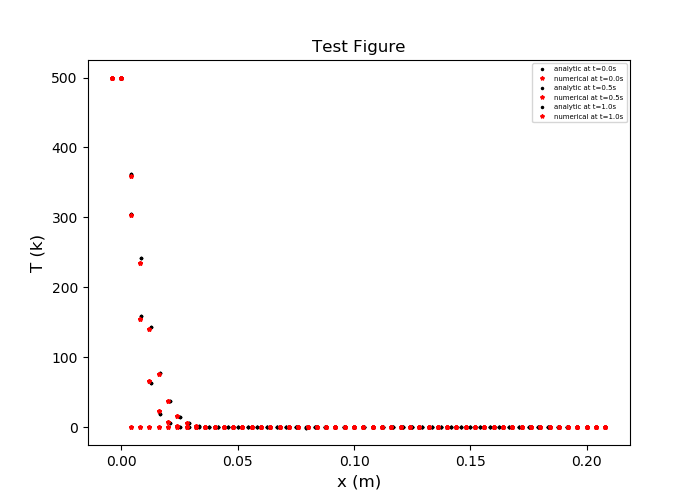 Test Figure
analytic at t=0.0s
numerical at t=0.0s
analytic at t=0.5s
numerical at t=0.5s
analytic at t=1.0s
numerical at t=1.0s
T (k)
500
400
300
200
100
0
0.00 0.05 0.10 0.15 0.20
x (m)